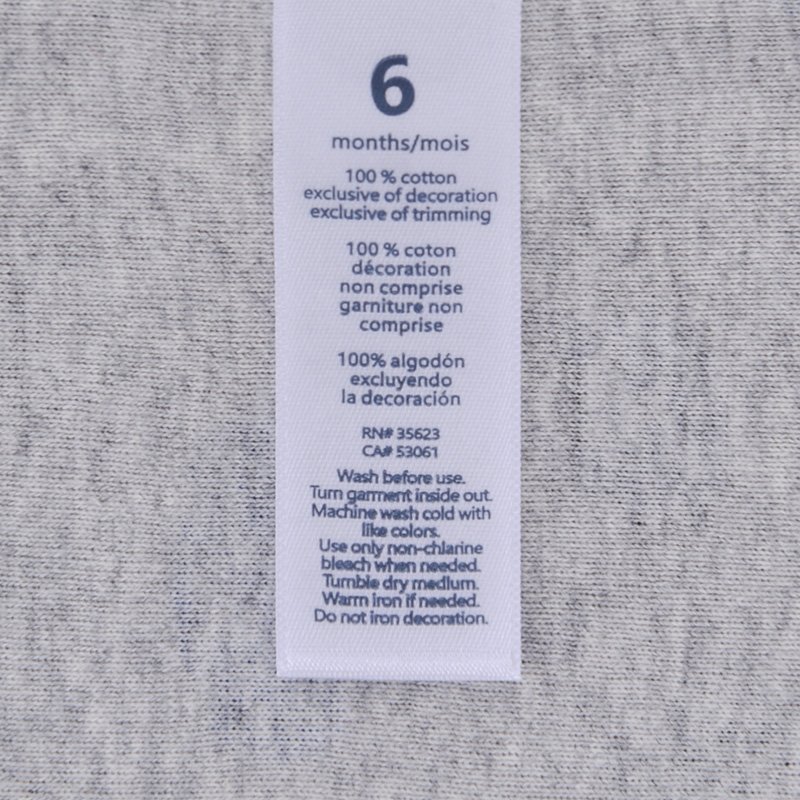 6
months/mois
100 % cotton
exclusive of decoration
exclusive of trimming
100 % coton
décoration
non comprise
garniture non
comprise
100% algodón
excluyendo
la decoración
RN# 35623
CA# 53061
Wash before use.
Turn garment inside out.
Machine wash cold with
like colors.
Use only non-chlarine
bleach when needed.
Tumble dry medlum.
Warm iron if needed.
Do not iron decoration.